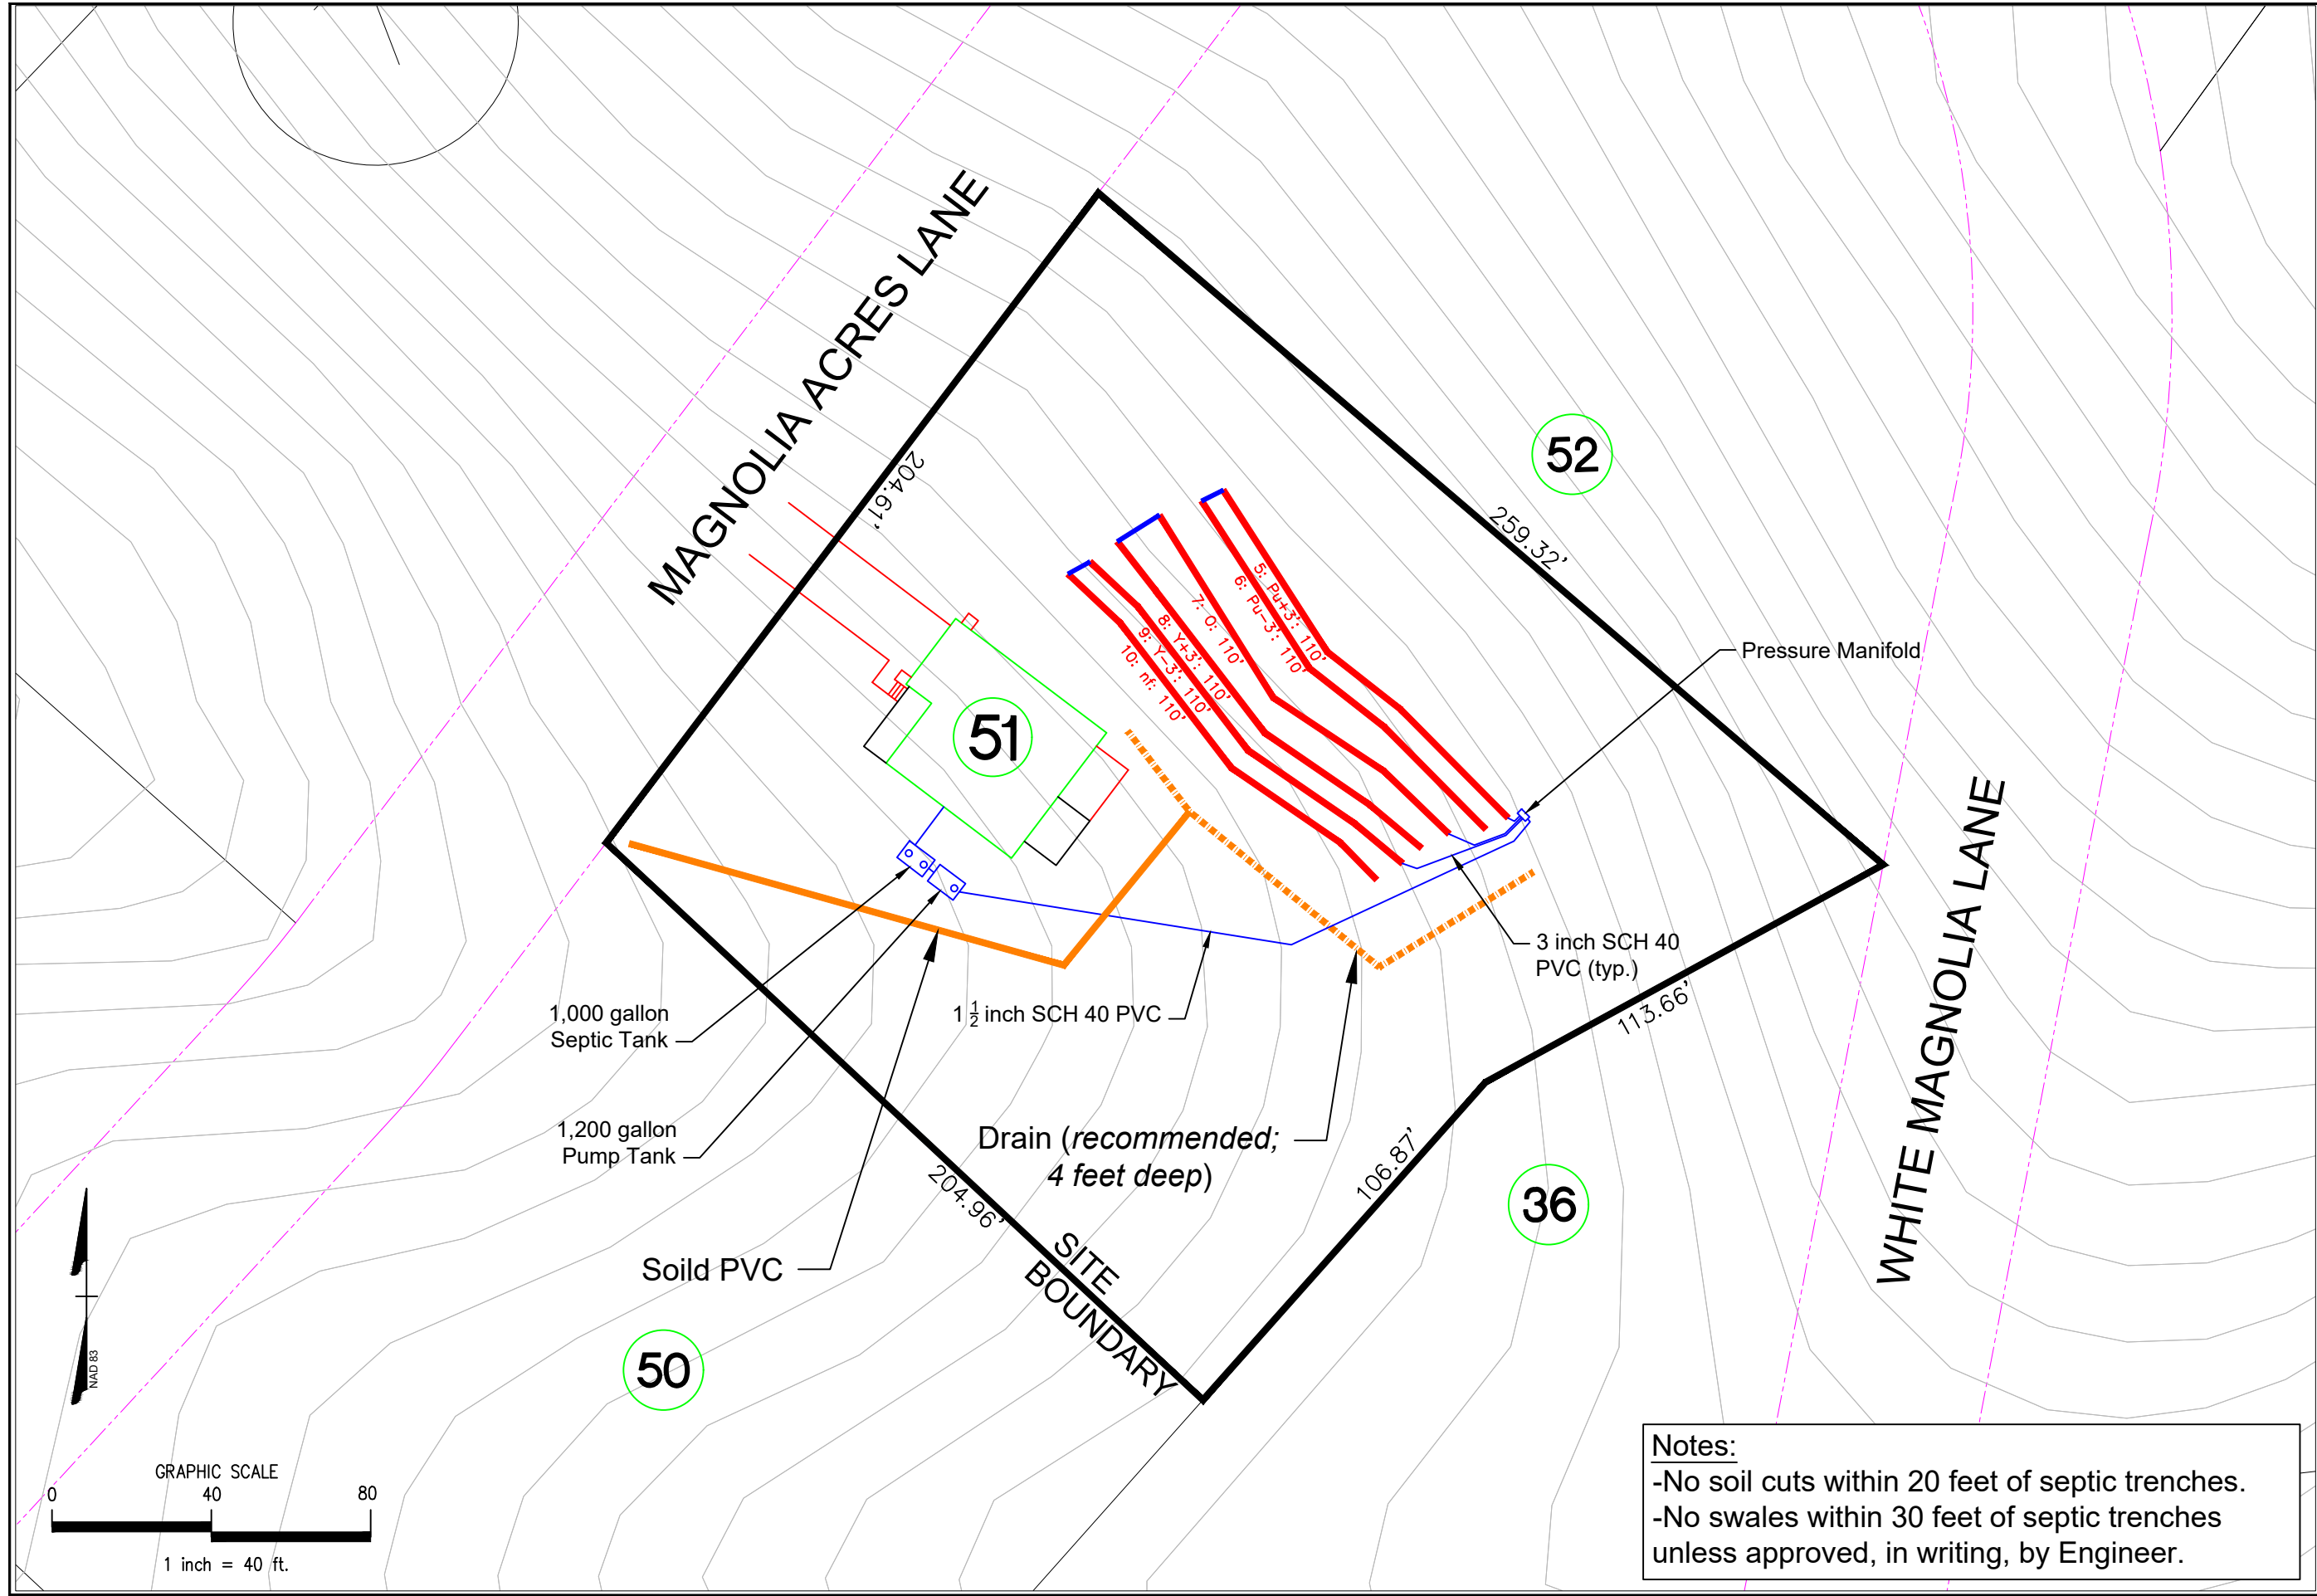 MAGNOLIA ACRES LANE
204.61'
52
259.32'
5: Pu+3': 110'
6: Pu-3': 110'
7: O: 110'
8: Y+3': 110'
9: Y-3': 110'
10: nf: 110'
51
Pressure Manifold
WHITE MAGNOLIA LANE
3 inch SCH 40
PVC (typ.)
113.66'
1,000 gallon
Septic Tank
1 1/2 inch SCH 40 PVC
1,200 gallon
Pump Tank
Drain (recommended;
4 feet deep)
106.87'
36
204.96'
SITE
BOUNDARY
Soild PVC
50
NAD 83
GRAPHIC SCALE
0 40 80
1 inch = 40 ft.
Notes:
-No soil cuts within 20 feet of septic trenches.
-No swales within 30 feet of septic trenches
unless approved, in writing, by Engineer.